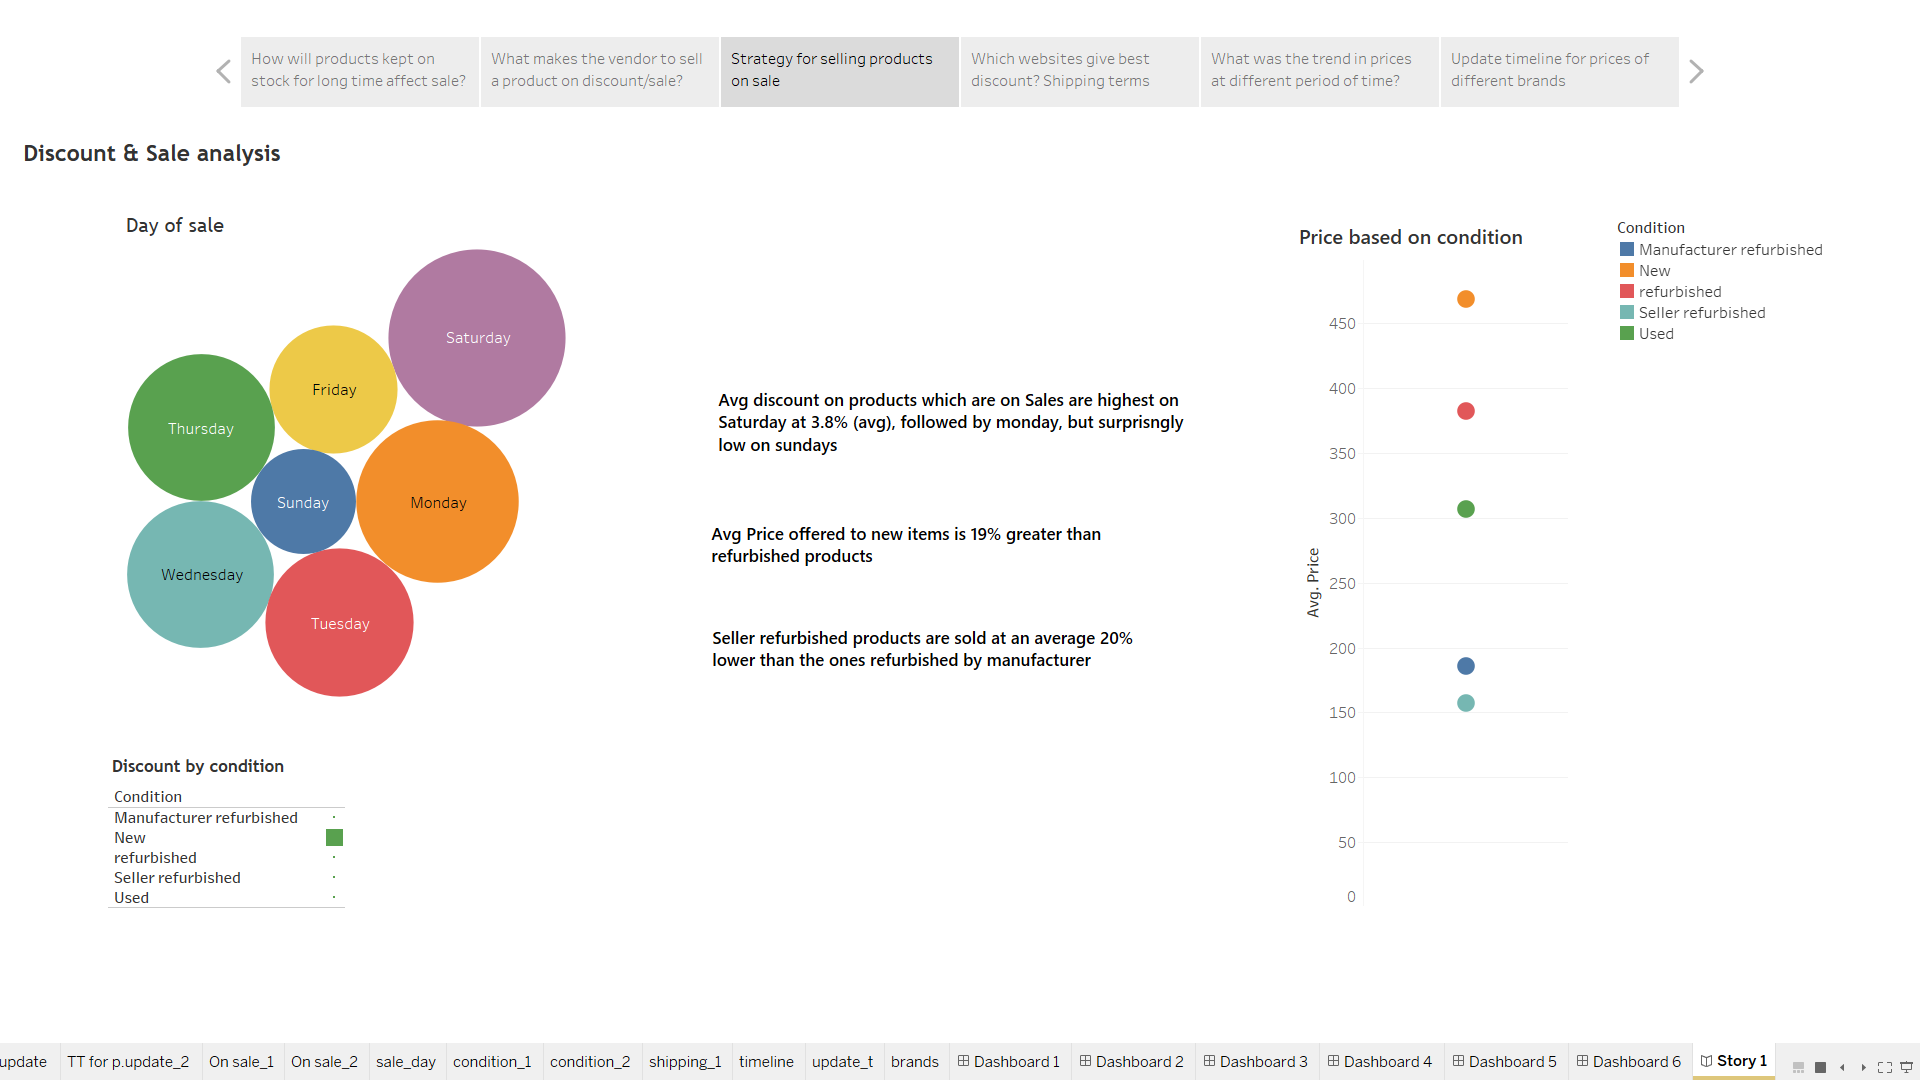 How will products kept on
stock for long time affect sale?
What makes the vendor to sell
a product on discount/sale?
Strategy for selling products
on sale
Which websites give best
discount? Shipping terms
What was the trend in prices
at different period of time?
Update timeline for prices of
different brands
Discount & Sale analysis
Day of sale
Saturday
Friday
Thursday
Sunday
Monday
Wednesday
Tuesday
Avg discount on products which are on Sales are highest on
Saturday at 3.8% (avg), followed by monday, but surprisngly
low on sundays
Avg Price offered to new items is 19% greater than
refurbished products
Seller refurbished products are sold at an average 20%
lower than the ones refurbished by manufacturer
Price based on condition
Avg. Price
450
400
350
300
250
200
150
100
50
0
Condition
Manufacturer refurbished
New
refurbished
Seller refurbished
Used
Discount by condition
Condition
Manufacturer refurbished
New
refurbished
Seller refurbished
Used
update
TT for p.update_2
On sale_1
On sale_2
sale_day
condition_1
condition_2
shipping_1
timeline
update_t
brands
Dashboard 1
Dashboard 2
Dashboard 3
Dashboard 4
Dashboard 5
Dashboard 6
Story 1